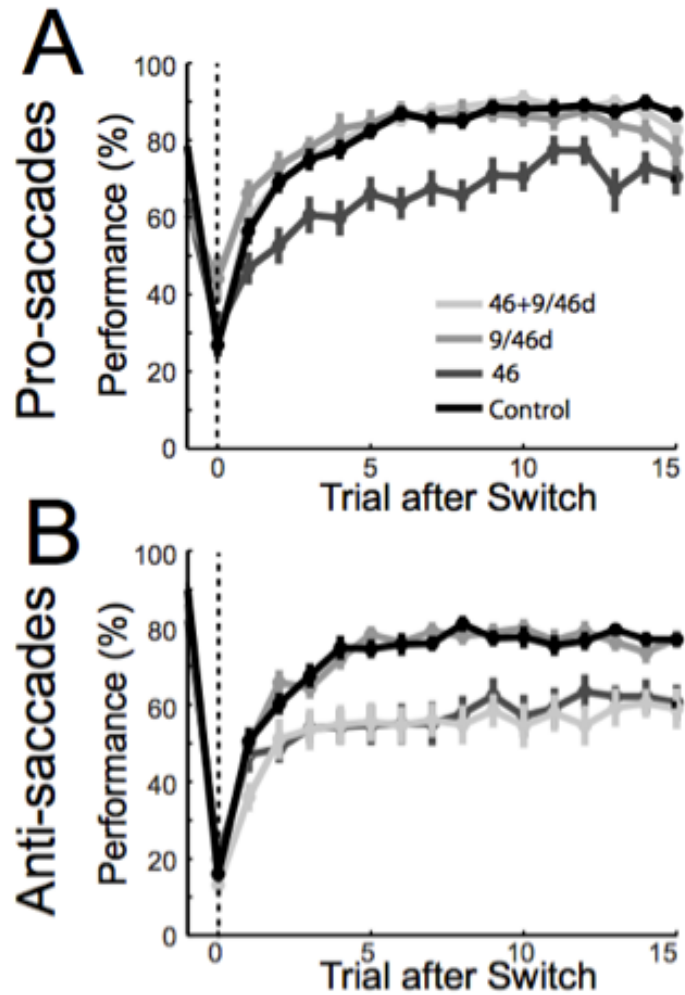 A
Pro-saccades
Performance (%)
100
80
60
40
20
0
46+9/46d
9/46d
46
Control
0 5 10 15
Trial after Switch
B
Anti-saccades
Performance (%)
100
80
60
40
20
0
0 5 10 15
Trial after Switch